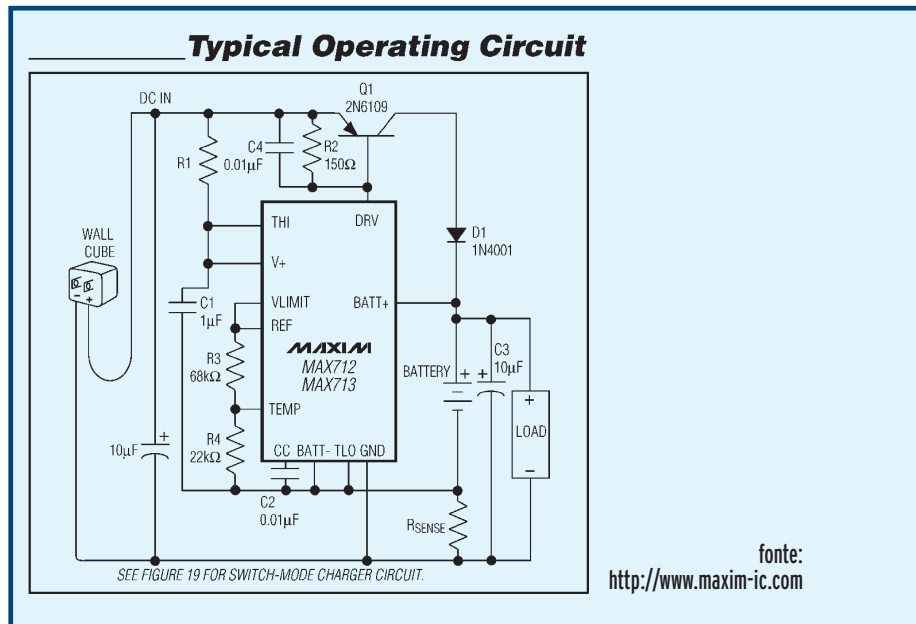 Typical Operating Circuit
DC IN
Q1
2N6109
C4
0.01µF
R2
150Ω
R1
THI
DRV
D1
1N4001
WALL
CUBE
V+
C1
1µF
VLIMIT
BATT+
REF
MAXIM
MAX712
MAX713
R3
68kΩ
BATTERY
+
+
C3
10µF
TEMP
+
LOAD
−
- +
+
10µF
R4
22kΩ
CC BATT- TLO GND
C2
0.01µF
RSENSE
SEE FIGURE 19 FOR SWITCH-MODE CHARGER CIRCUIT.
fonte:
http://www.maxim-ic.com